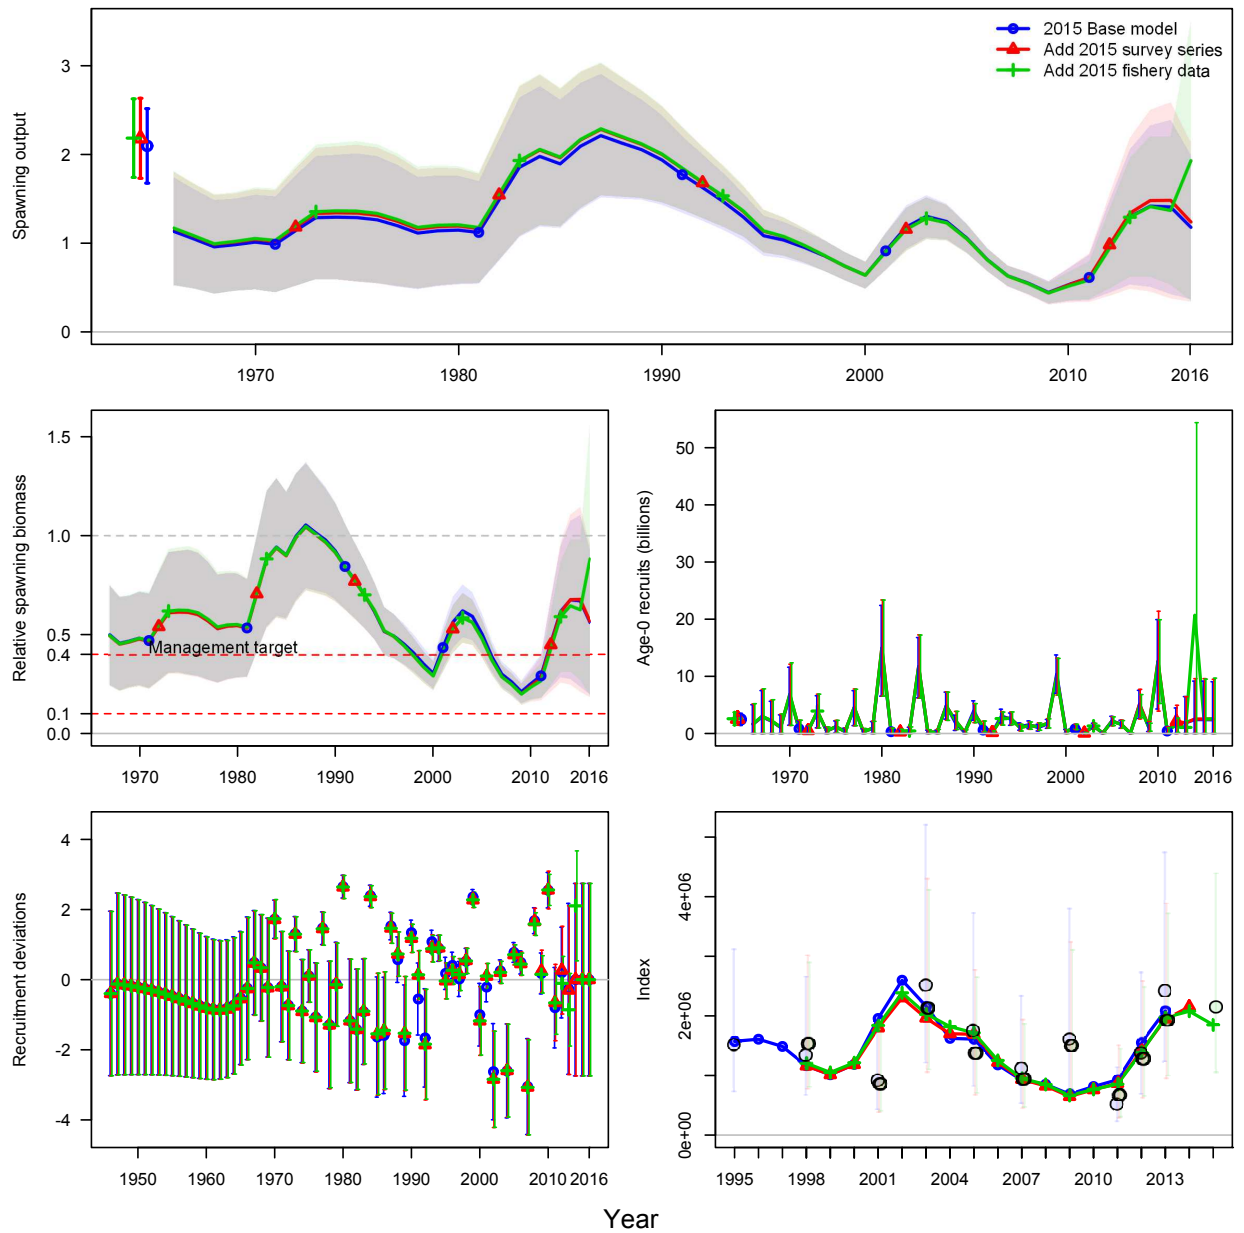 2015 Base model
Add 2015 survey series
Add 2015 fishery data
Spawning output
3
2
1
0
1970 1980 1990 2000 2010 2016
Relative spawning biomass
1.5
1.0
0.5
0.4
0.1
0.0
Management target
1970 1980 1990 2000 2010 2016
Age-0 recruits (billions)
50
40
30
20
10
0
1970 1980 1990 2000 2010 2016
Recruitment deviations
4
2
0
-2
-4
1950 1960 1970 1980 1990 2000 2010 2016
Index
4e+06
2e+06
0e+00
1995 1998 2001 2004 2007 2010 2013
Year